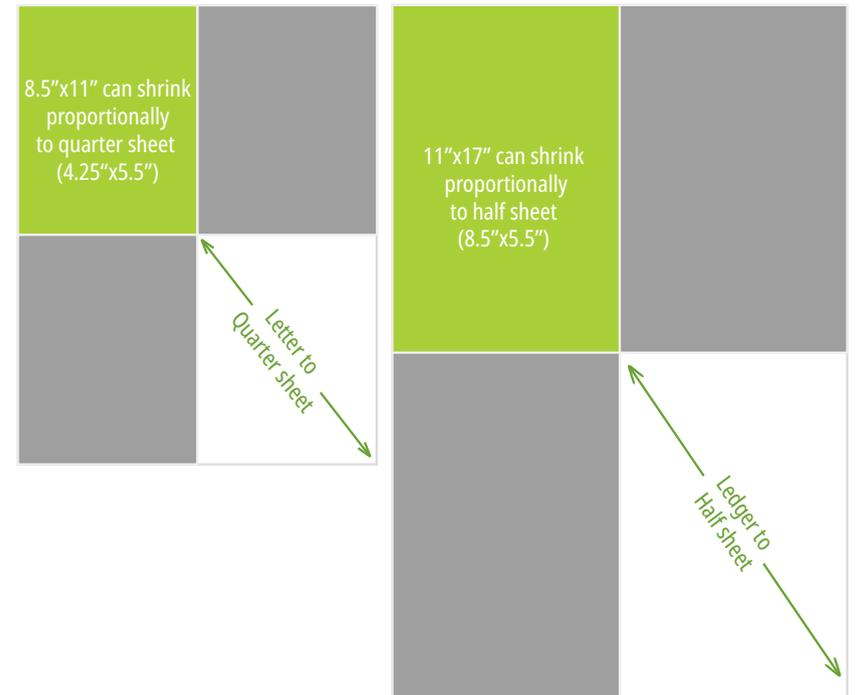 8.5”x11” can shrink
proportionally
to quarter sheet
(4.25“x5.5”)
11”x17” can shrink
proportionally
to half sheet
(8.5”x5.5”)
Letter to
Quarter sheet
Ledger to
Half sheet